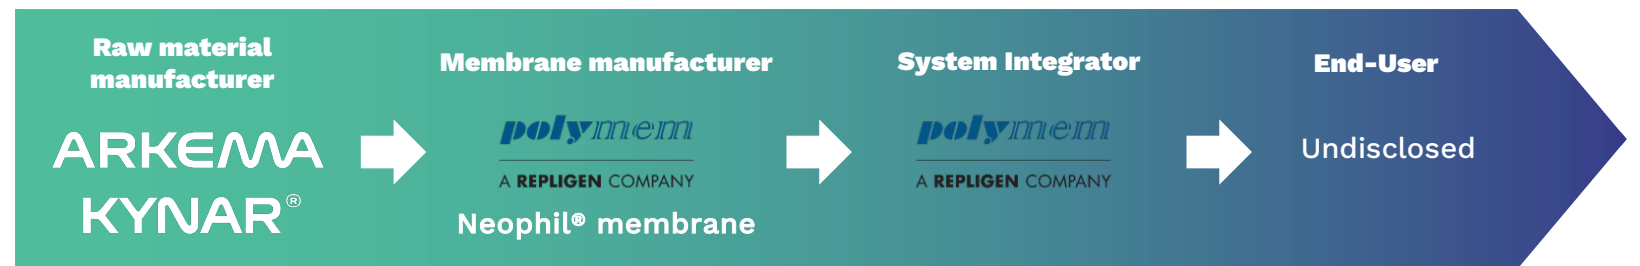 Raw material
manufacturer
ARKEMA
KYNAR®
Membrane manufacturer
polymem
A REPLIGEN COMPANY
Neophil® membrane
System Integrator
polymem
A REPLIGEN COMPANY
End-User
Undisclosed